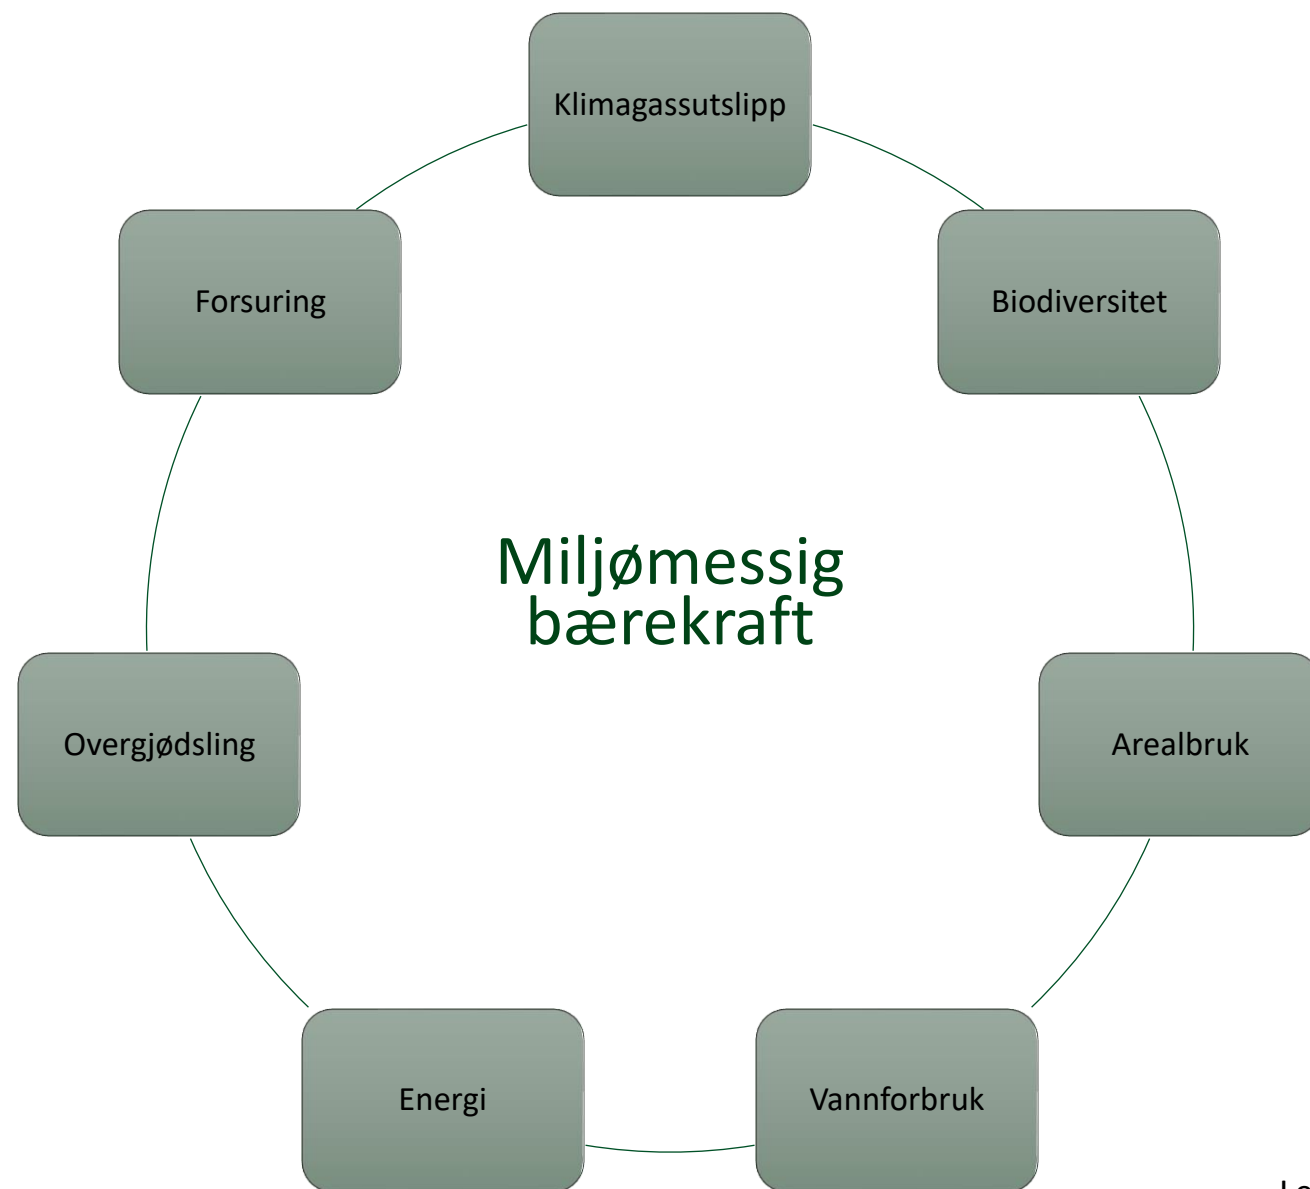 Klimagassutslipp
Biodiversitet
Arealbruk
Vannforbruk
Energi
Overgjødsling
Forsuring
Miljømessig
bærekraft